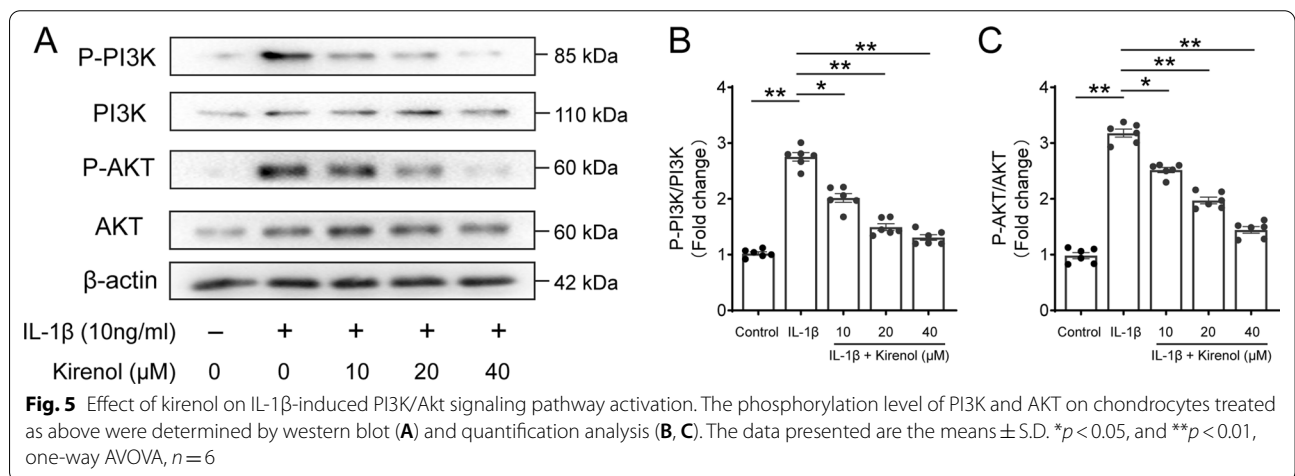 A
P-PI3K
85 kDa
PI3K
110 kDa
P-AKT
60 kDa
AKT
60 kDa
β-actin
42 kDa
IL-1β (10ng/ml) – + + + +
Kirenol (μM) 0 0 10 20 40
B
**
**
** *
P-PI3K/PI3K
(Fold change)
4
3
2
1
0
Control IL-1β 10 20 40
IL-1β + Kirenol (μM)
C
**
**
** *
P-AKT/AKT
(Fold change)
4
3
2
1
0
Control IL-1β 10 20 40
IL-1β + Kirenol (μM)
Fig. 5 Effect of kirenol on IL-1β-induced PI3K/Akt signaling pathway activation. The phosphorylation level of PI3K and AKT on chondrocytes treated
as above were determined by western blot (A) and quantification analysis (B, C). The data presented are the means ± S.D. *p < 0.05, and **p < 0.01,
one-way AVOVA, n = 6